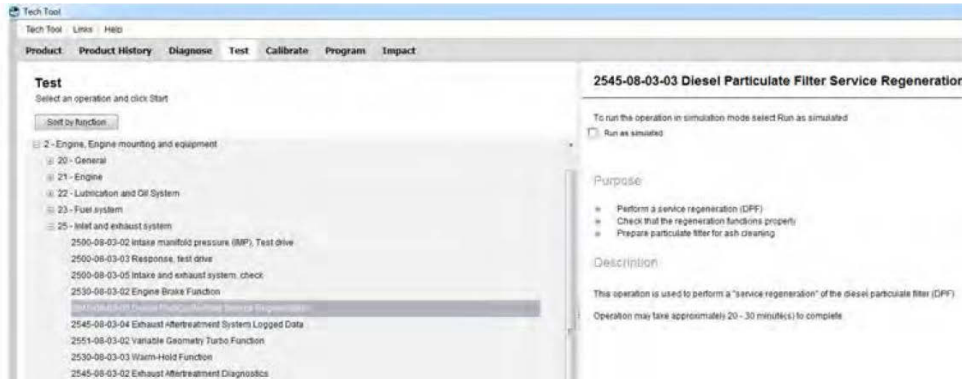 Tech Tool
Tech Tool Links Help
Product Product History Diagnose Test Calibrate Program Impact
Test
Select an operation and click Start
Sort by function
2 - Engine, Engine mounting and equipment
20 - General
21 - Engine
22 - Lubrication and Oil System
23 - Fuel system
25 - Inlet and exhaust system
2500-08-03-02 Intake manifold pressure (IMP), Test drive
2500-08-03-03 Response, test drive
2500-08-03-05 Intake and exhaust system, check
2530-08-03-02 Engine Brake Function
2545-08-03-03 Diesel Particulate Filter Service Regeneration
2545-08-03-04 Exhaust Aftertreatment System Logged Data
2551-08-03-02 Variable Geometry Turbo Function
2530-08-03-03 Warm-Hold Function
2545-08-03-02 Exhaust Aftertreatment Diagnostics
2545-08-03-03 Diesel Particulate Filter Service Regeneration
To run the operation in simulation mode select Run as simulated
Run as simulated
Purpose
Perform a service regeneration (DPF)
Check that the regeneration functions properly
Prepare particulate filter for ash cleaning
Description
This operation is used to perform a "service regeneration" of the diesel particulate filter (DPF)
Operation may take approximately 20 - 30 minute(s) to complete